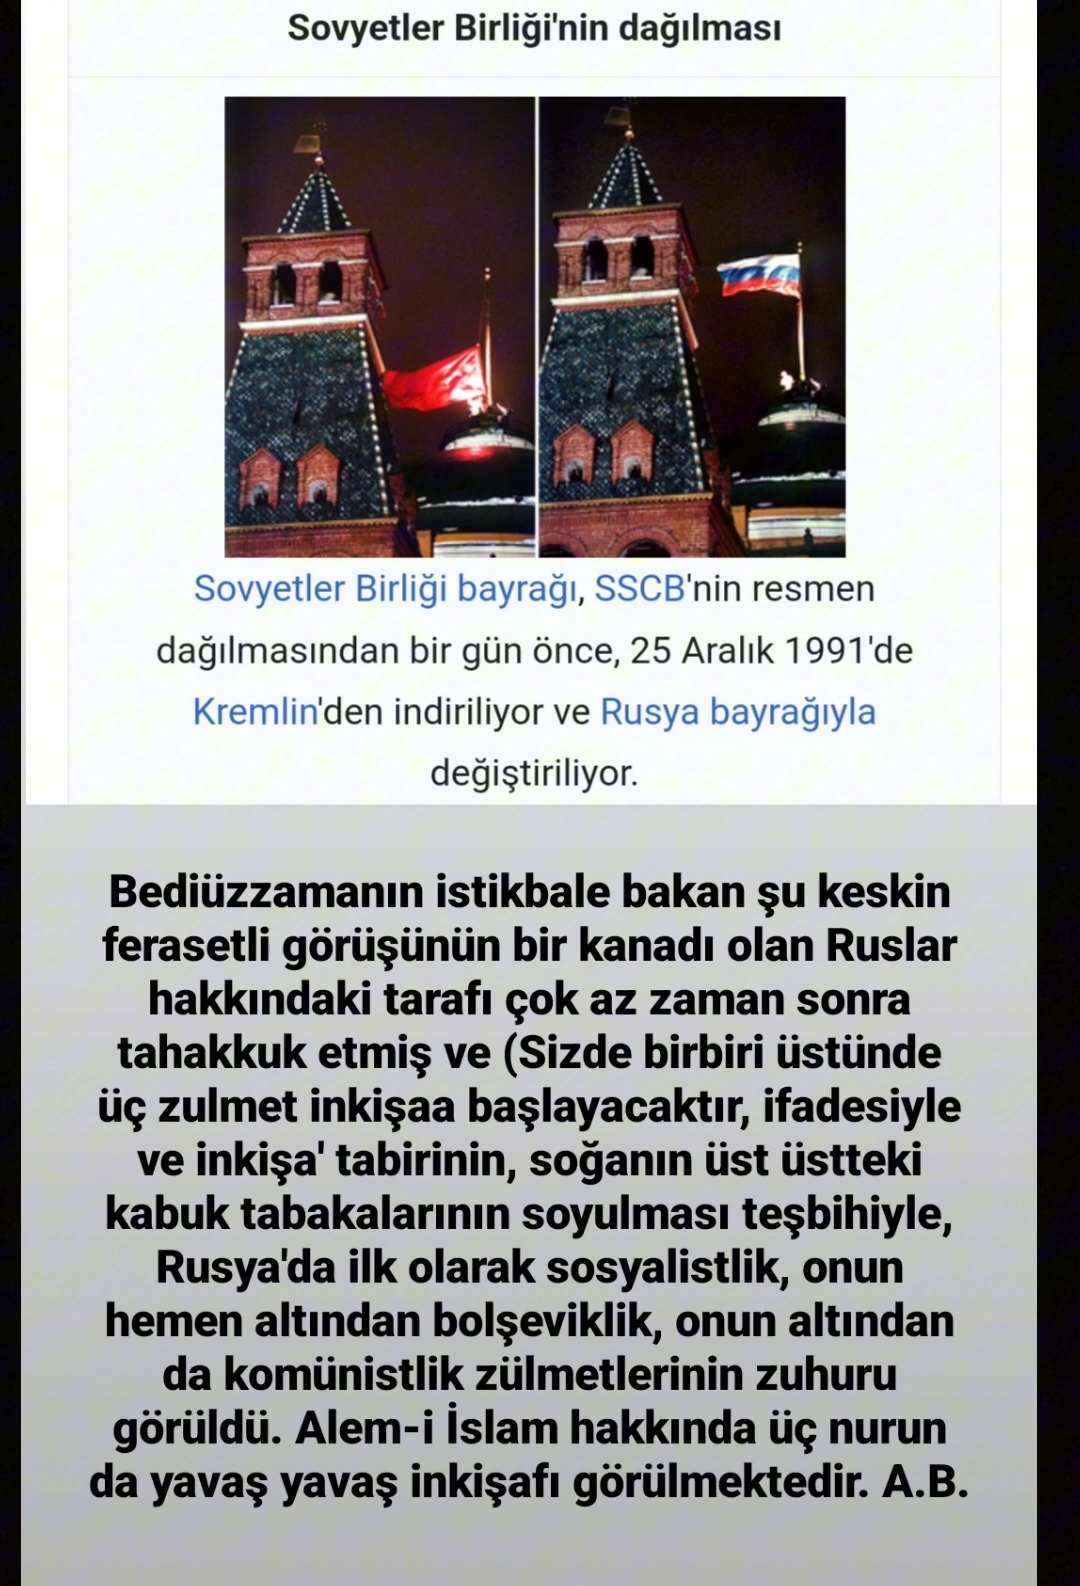 Sovyetler Birliği'nin dağılması
Sovyetler Birliği bayrağı, SSCB'nin resmen
dağılmasından bir gün önce, 25 Aralık 1991'de
Kremlin'den indiriliyor ve Rusya bayrağıyla
değiştiriliyor.
Bediüzzamanın istikbale bakan şu keskin
ferasetli görüşünün bir kanadı olan Ruslar
hakkındaki tarafı çok az zaman sonra
tahakkuk etmiş ve (Sizde birbiri üstünde
üç zulmet inkişaa başlayacaktır, ifadesiyle
ve inkişa' tabirinin, soğanın üst üstteki
kabuk tabakalarının soyulması teşbihiyle,
Rusya'da ilk olarak sosyalistlik, onun
hemen altından bolşeviklik, onun altından
da komünistlik zülmetlerinin zuhuru
görüldü. Alem-i İslam hakkında üç nurun
da yavaş yavaş inkişafı görülmektedir. A.B.